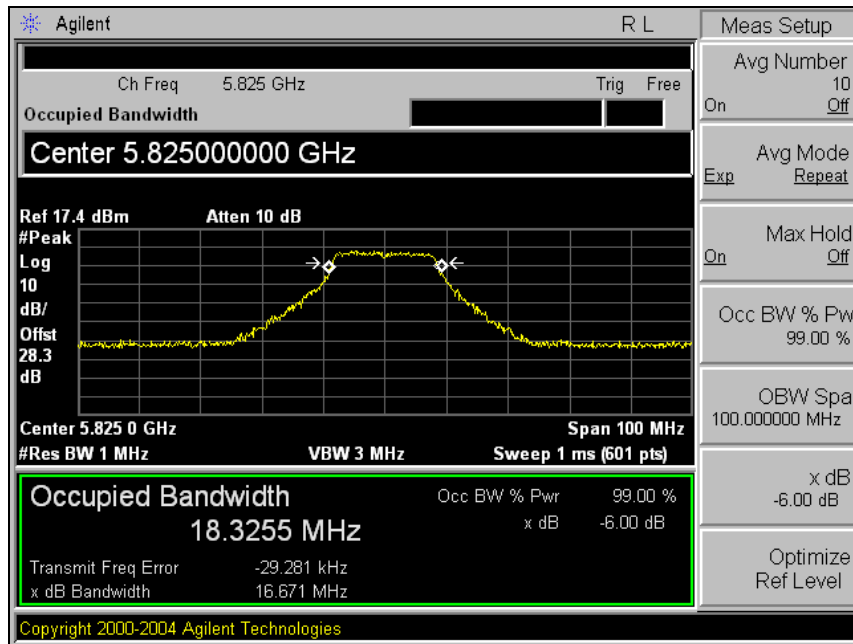 Agilent R L
Ch Freq 5.825 GHz Trig Free
Occupied Bandwidth
Center 5.825000000 GHz
Ref 17.4 dBm Atten 10 dB
#Peak
Log
10
dB/
Offst
28.3
dB
Center 5.825 0 GHz Span 100 MHz
#Res BW 1 MHz VBW 3 MHz Sweep 1 ms (601 pts)
Occupied Bandwidth Occ BW % Pwr 99.00 %
18.3255 MHz x dB -6.00 dB
Transmit Freq Error -29.281 kHz
x dB Bandwidth 16.671 MHz
Copyright 2000-2004 Agilent Technologies
Meas Setup
Avg Number
10
On Off
Avg Mode
Exp Repeat
Max Hold
On Off
Occ BW % Pw
99.00 %
OBW Spa
100.000000 MHz
x dB
-6.00 dB
Optimize
Ref Level